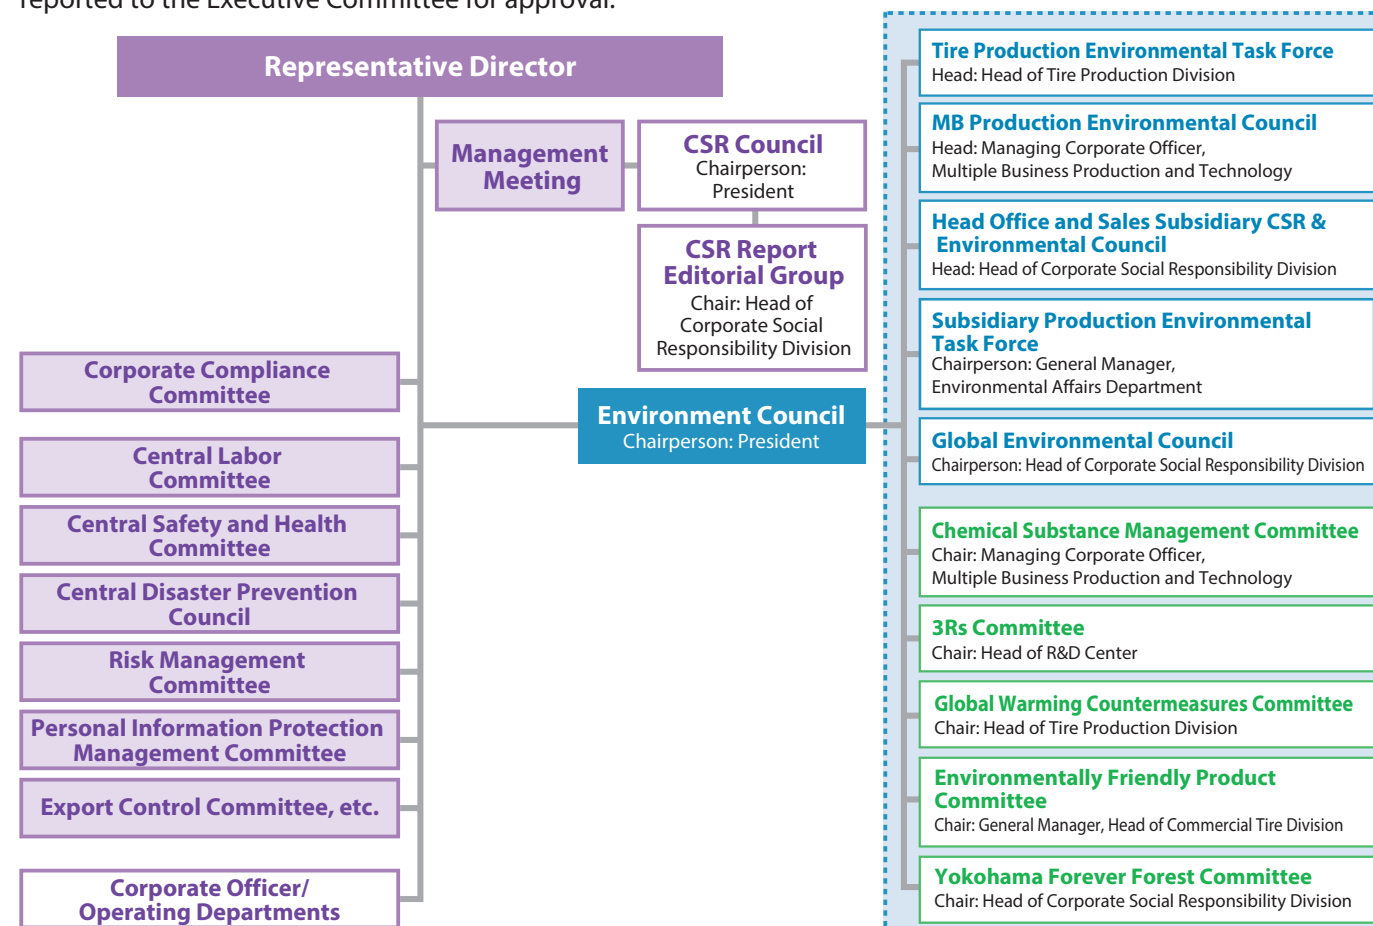 reported to the Executive Committee for approval.
Representative Director
Management
Meeting
CSR Council
Chairperson:
President
CSR Report
Editorial Group
Chair: Head of
Corporate Social
Responsibility Division
Corporate Compliance
Committee
Central Labor
Committee
Central Safety and Health
Committee
Central Disaster Prevention
Council
Risk Management
Committee
Personal Information Protection
Management Committee
Export Control Committee, etc.
Corporate Officer/
Operating Departments
Environment Council
Chairperson: President
Tire Production Environmental Task Force
Head: Head of Tire Production Division
MB Production Environmental Council
Head: Managing Corporate Officer,
Multiple Business Production and Technology
Head Office and Sales Subsidiary CSR &
Environmental Council
Head: Head of Corporate Social Responsibility Division
Subsidiary Production Environmental
Task Force
Chairperson: General Manager,
Environmental Affairs Department
Global Environmental Council
Chairperson: Head of Corporate Social Responsibility Division
Chemical Substance Management Committee
Chair: Managing Corporate Officer,
Multiple Business Production and Technology
3Rs Committee
Chair: Head of R&D Center
Global Warming Countermeasures Committee
Chair: Head of Tire Production Division
Environmentally Friendly Product
Committee
Chair: General Manager, Head of Commercial Tire Division
Yokohama Forever Forest Committee
Chair: Head of Corporate Social Responsibility Division